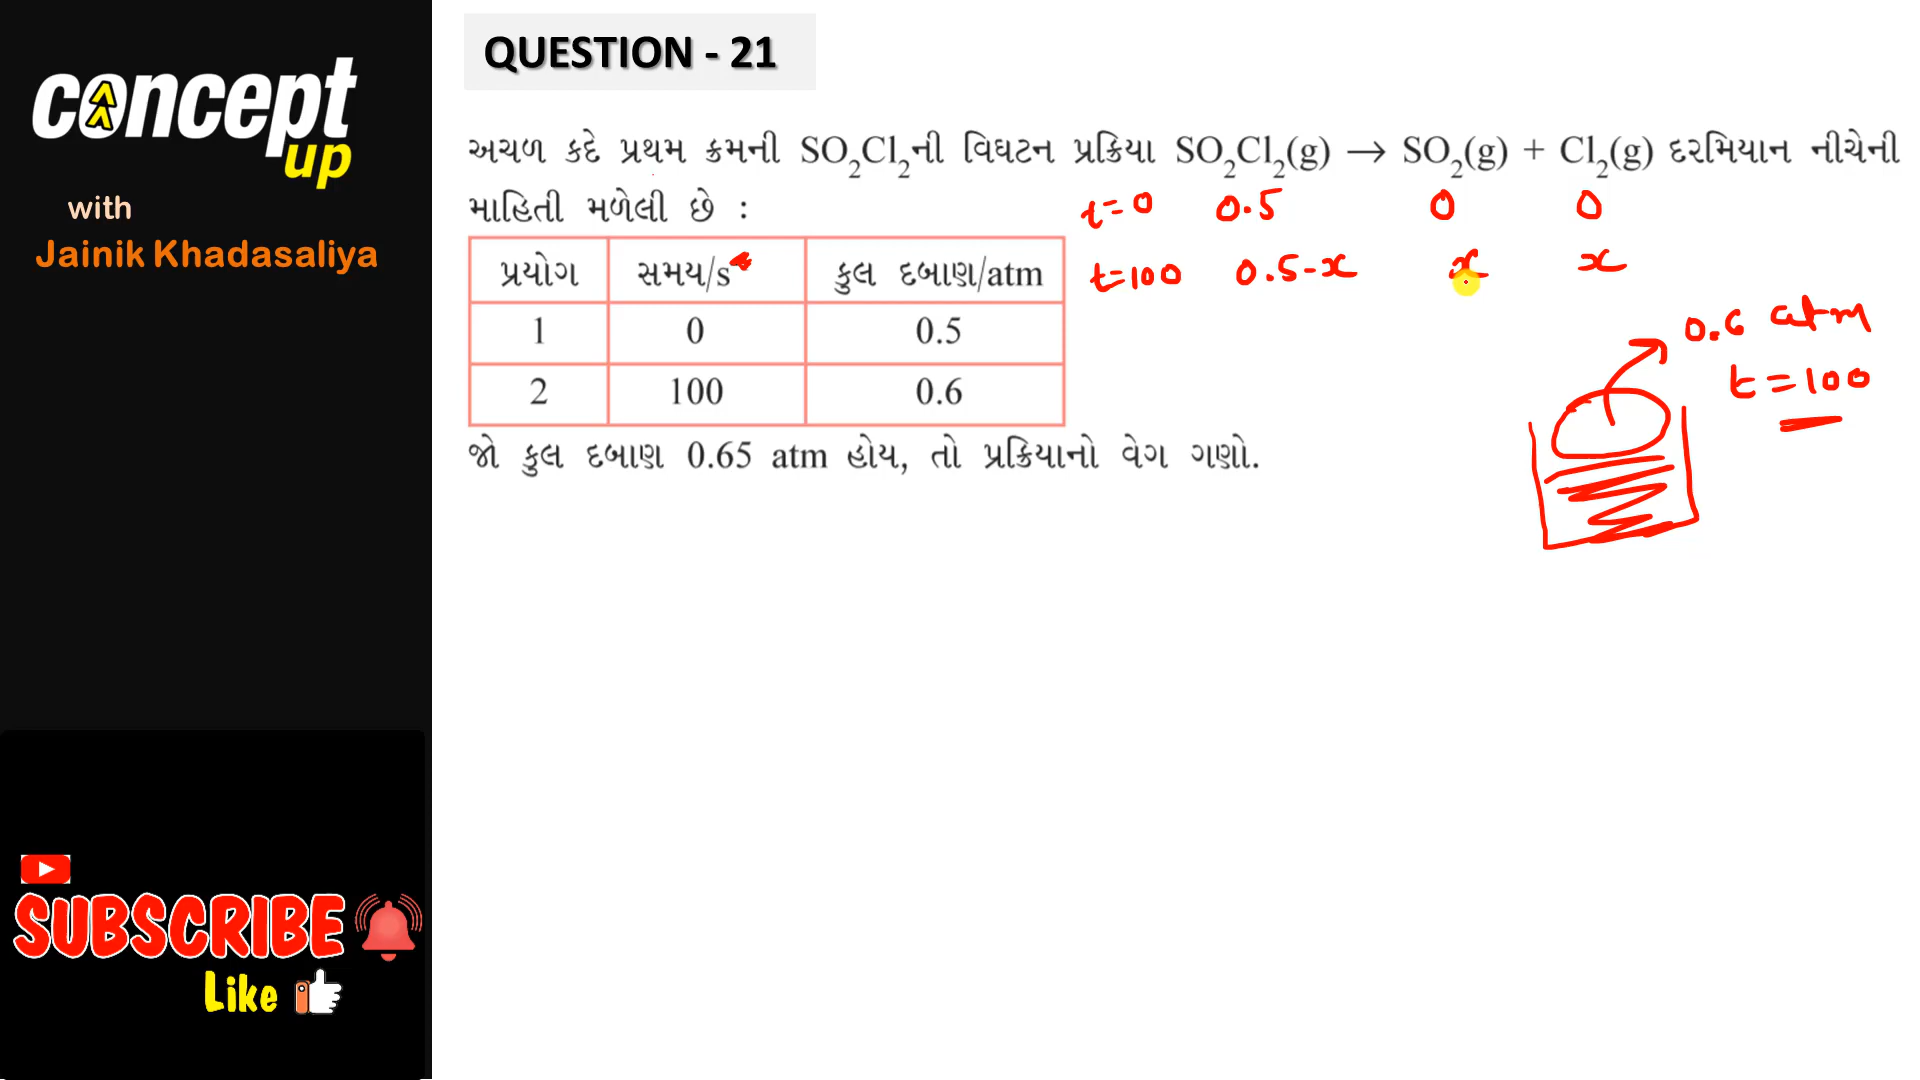 concept
up
with
Jainik Khadasaliya
QUESTION - 21
અચળ કદે પ્રથમ ક્રમની SO₂Cl₂ની વિઘટન પ્રક્રિયા SO₂Cl₂(g) → SO₂(g) + Cl₂(g) દરમિયાન નીચેની
માહિતી મળેલી છે :
t=0 0.5 0 0
પ્રયોગ સમય/s કુલ દબાણ/atm
t=100 0.5-x x x
1 0 0.5
2 100 0.6
0.6 atm
t=100
જો કુલ દબાણ 0.65 atm હોય, તો પ્રક્રિયાનો વેગ ગણો.
SUBSCRIBE
Like